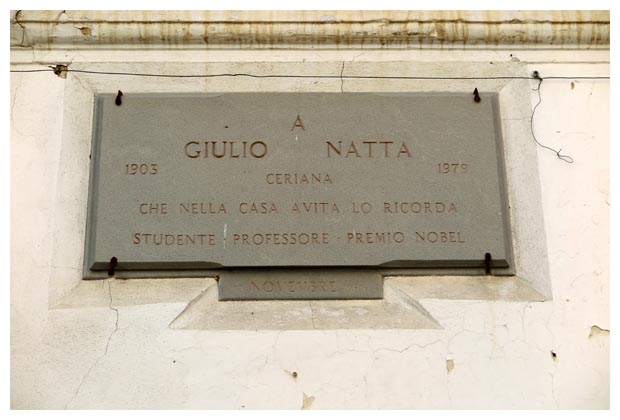 A
GIULIO NATTA
1903 1979
CERIANA
CHE NELLA CASA AVITA LO RICORDA
STUDENTE · PROFESSORE · PREMIO NOBEL
NOVEMBRE